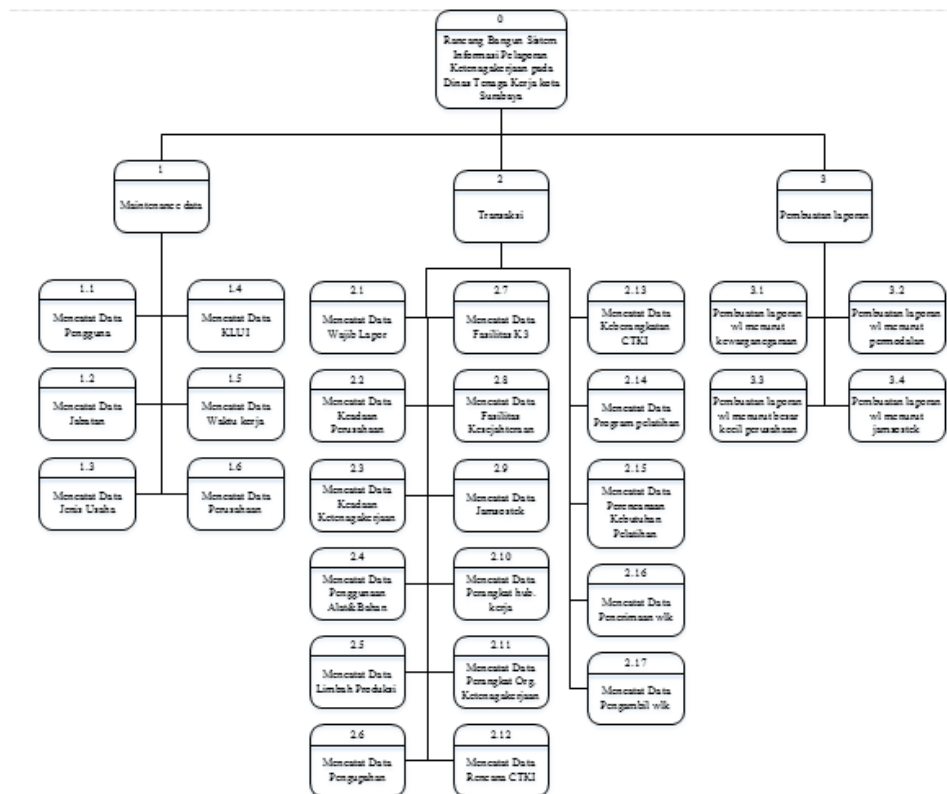 0
Rancang Bangun Sistem
Informasi Pelaporan
Ketenagakerjaan pada
Dinas Tenaga Kerja kota
Surabaya
1
Maintenance data
2
Transaksi
3
Pembuatan laporan
1.1
Mencatat Data
Pengguna
1.4
Mencatat Data
KLUI
1.2
Mencatat Data
Jabatan
1.5
Mencatat Data
Waktu kerja
1.3
Mencatat Data
Jenis Usaha
1.6
Mencatat Data
Perusahaan
2.1
Mencatat Data
Wajib Lapor
2.7
Mencatat Data
Fasilitas K3
2.13
Mencatat Data
Keberangkatan
CTKI
2.2
Mencatat Data
Keadaan
Perusahaan
2.8
Mencatat Data
Fasilitas
Kesejahteraan
2.14
Mencatat Data
Program pelatihan
2.3
Mencatat Data
Keadaan
Ketenagakerjaan
2.9
Mencatat Data
Jamsostek
2.15
Mencatat Data
Perencanaan
Kebutuhan
Pelatihan
2.4
Mencatat Data
Penggunaan
Alat&Bahan
2.10
Mencatat Data
Perangkat hub.
kerja
2.16
Mencatat Data
Penerimaan wlk
2.5
Mencatat Data
Limbah Produksi
2.11
Mencatat Data
Perangkat Org.
Ketenagakerjaan
2.17
Mencatat Data
Pengambil wlk
2.6
Mencatat Data
Pengupahan
2.12
Mencatat Data
Rencana CTKI
3.1
Pembuatan laporan
wl menurut
kewarganegaraan
3.2
Pembuatan laporan
wl menurut
permodalan
3.3
Pembuatan laporan
wl menurut besar
kecil perusahaan
3.4
Pembuatan laporan
wl menurut
jamsostek